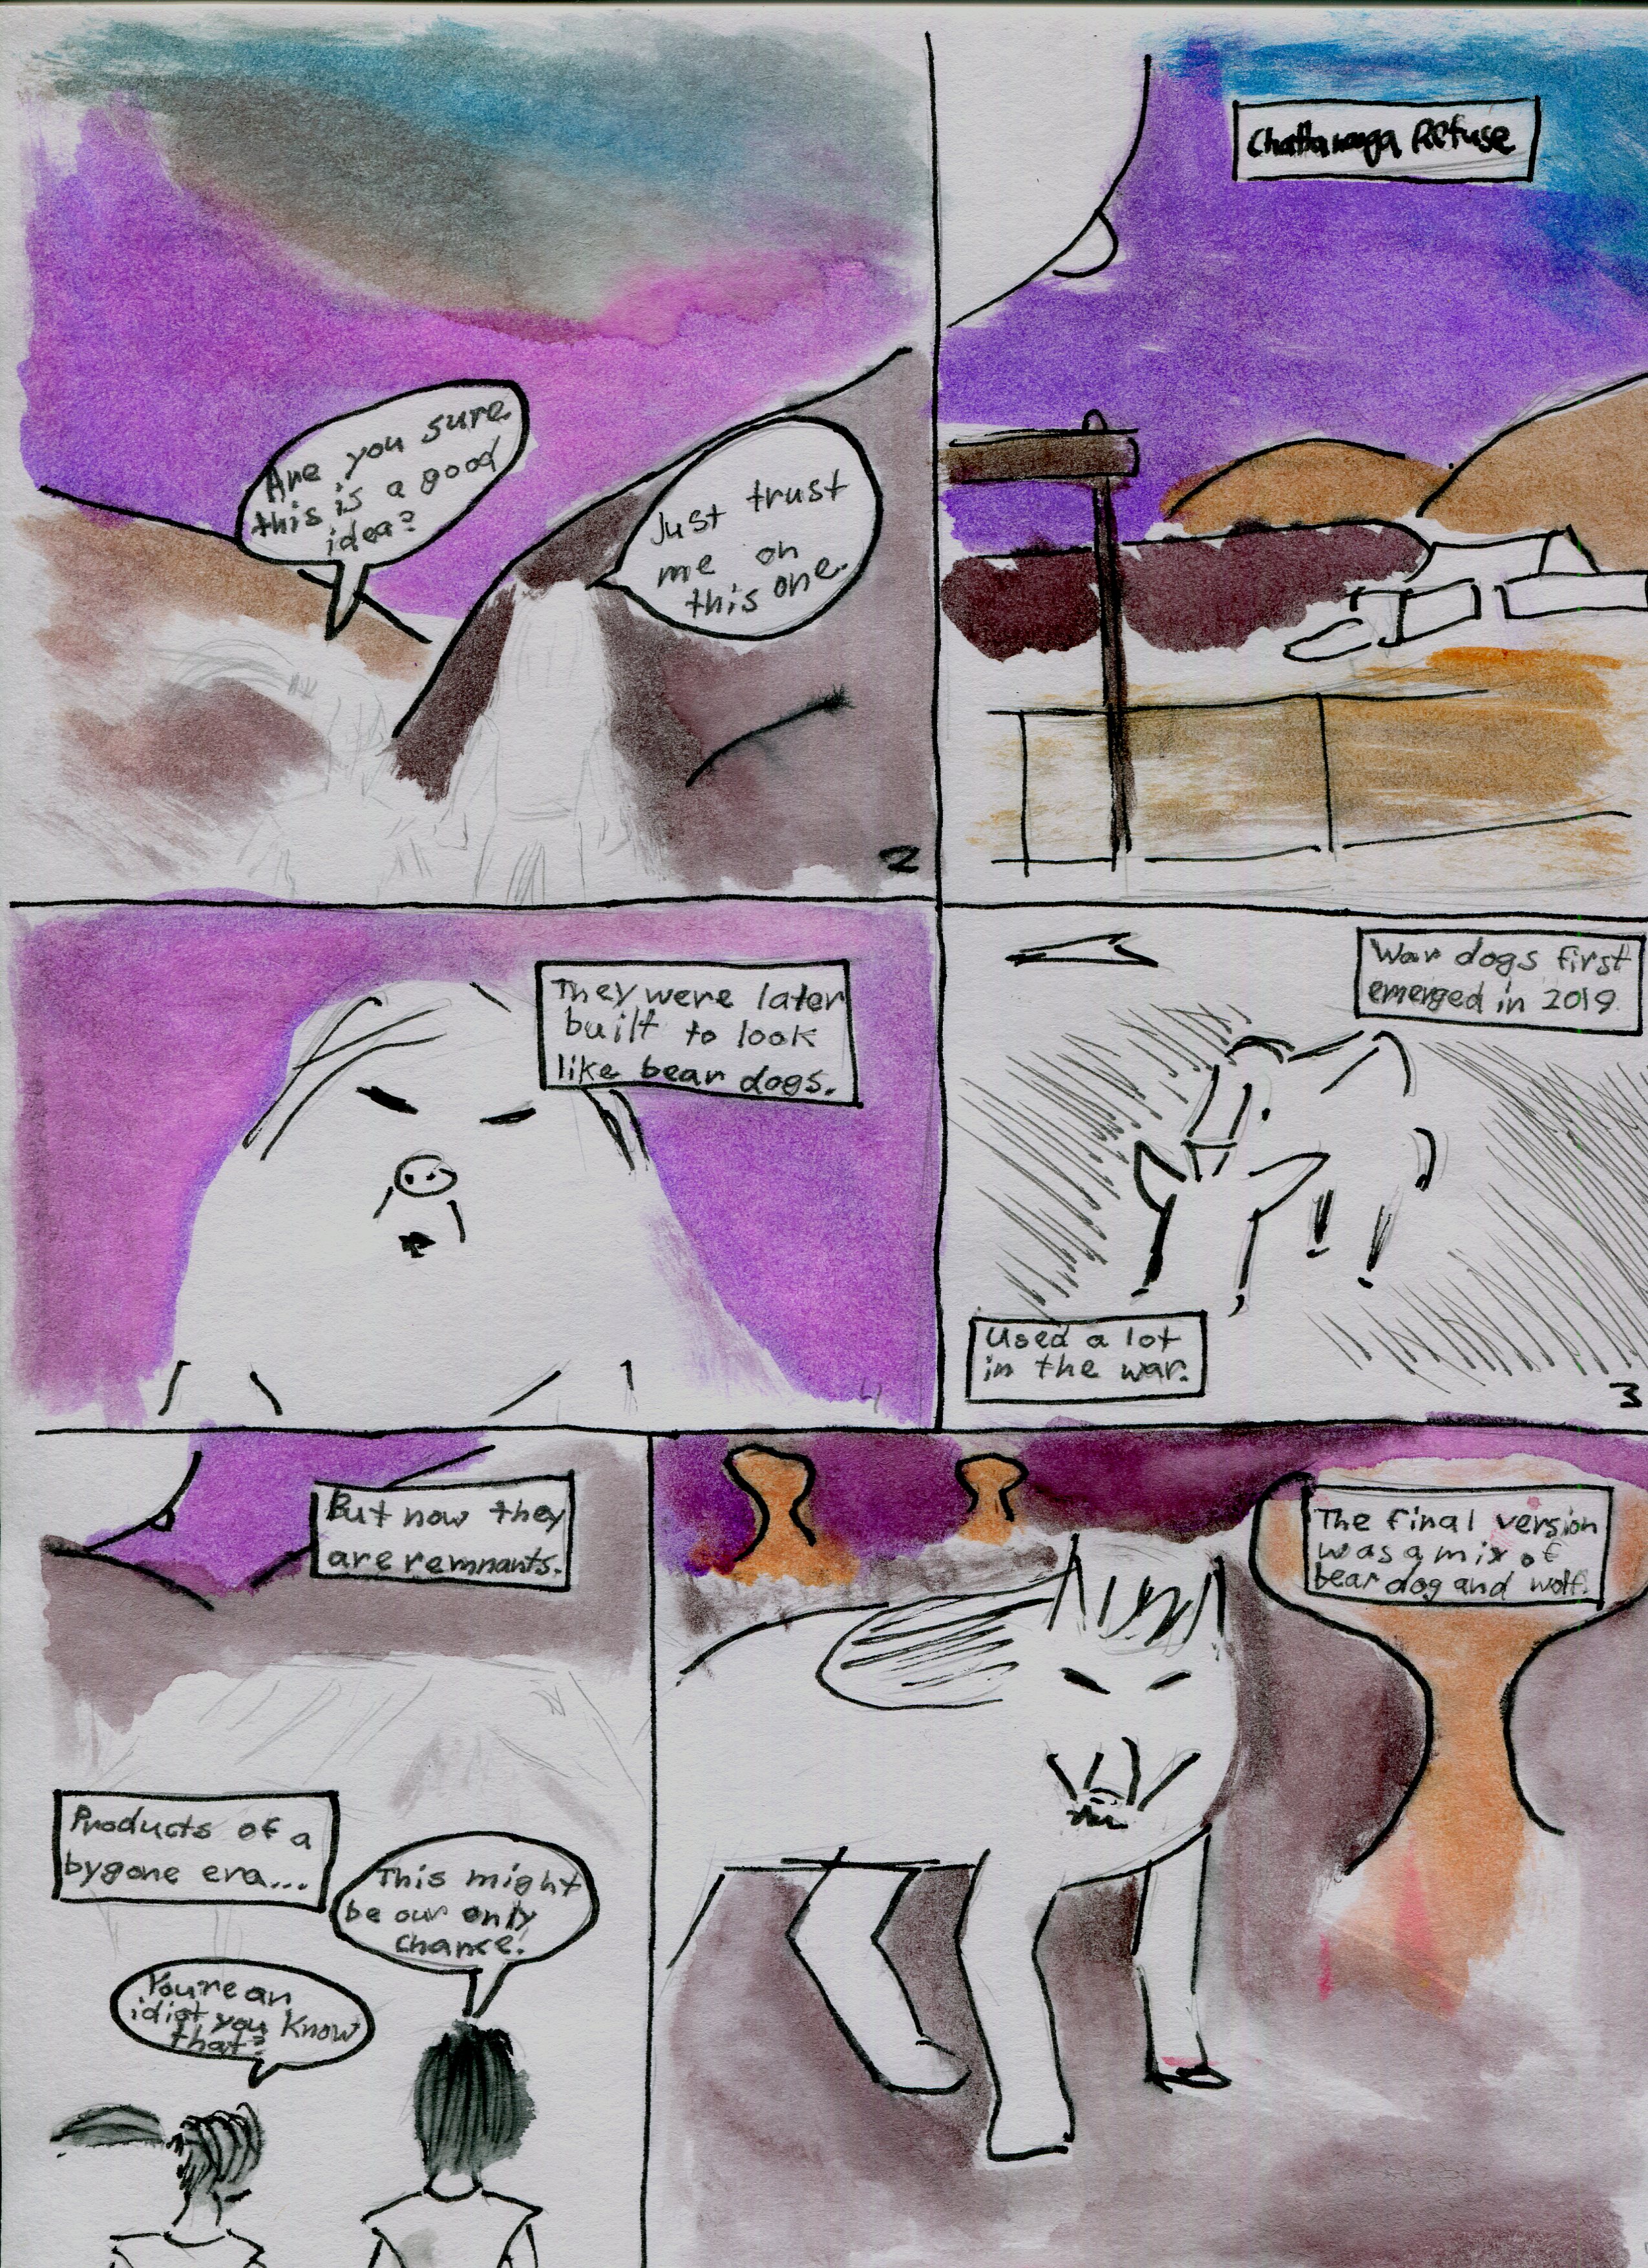 Chattanooga Refuse
Are you sure
this is a good
idea?
Just trust
me on
this one.
2
War dogs first
emerged in 2019.
Used a lot
in the war.
3
They were later
built to look
like bear dogs.
4
The final version
was a mix of
bear dog and wolf.
But now they
are remnants.
Products of a
bygone era...
This might
be our only
chance.
You're an
idiot you know
that?